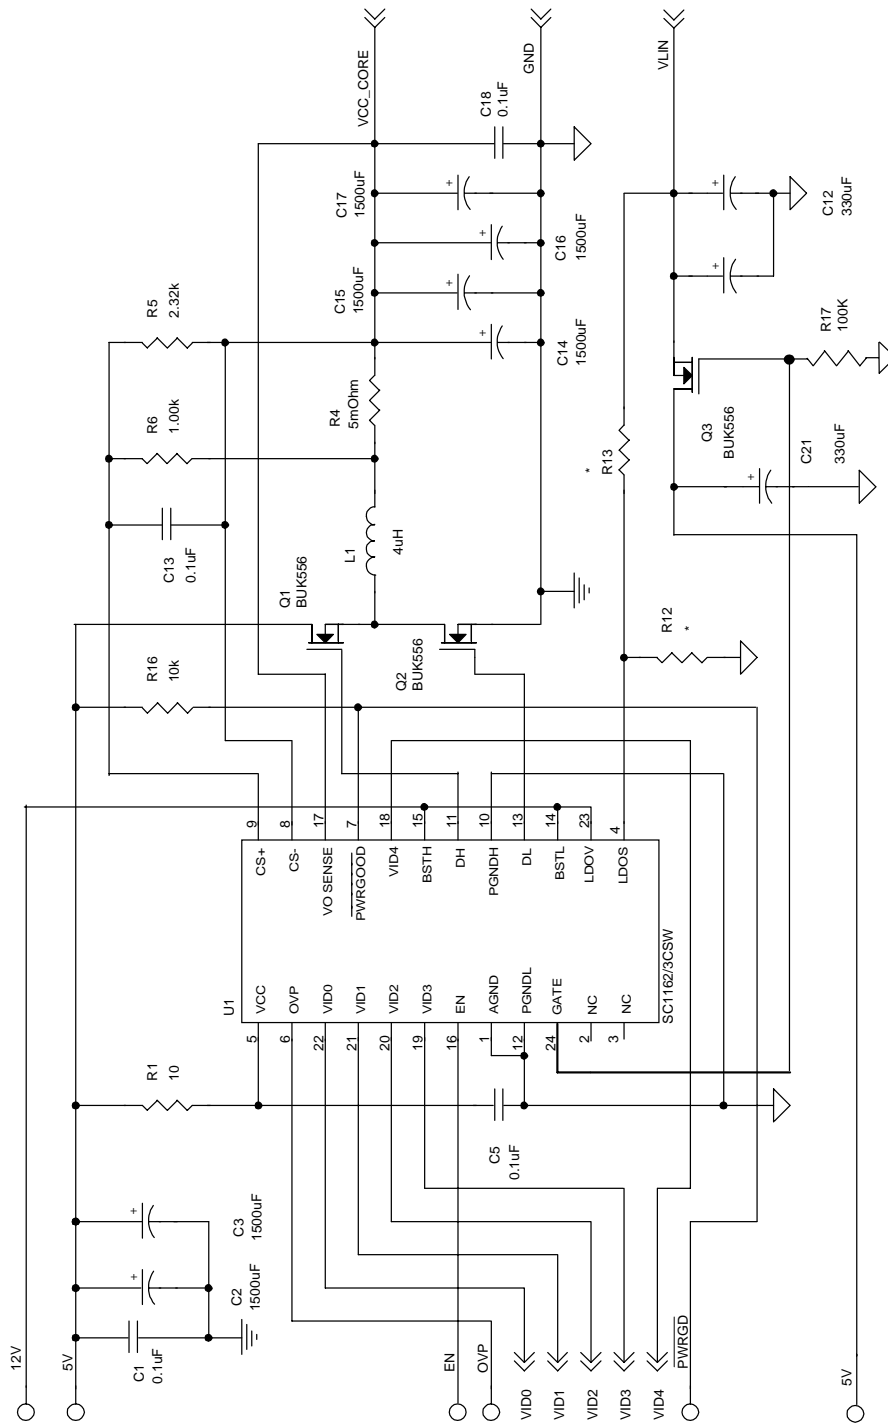 12V
5V
C1
0.1uF
C2
1500uF
C3
1500uF
EN
OVP
VID0
VID1
VID2
VID3
VID4
PWRGD
5V
R1
10
C5
0.1uF
U1
5
VCC
6
OVP
22
VID0
21
VID1
20
VID2
19
VID3
16
EN
1
AGND
12
PGNDL
24
GATE
2
NC
3
NC
CS+
9
CS-
8
VO SENSE
17
PWRGOOD
7
VID4
18
BSTH
15
DH
11
PGNDH
10
DL
13
BSTL
14
LDOV
23
LDOS
4
SC1162/3CSW
R16
10k
Q1
BUK556
Q2
BUK556
C13
0.1uF
R6
1.00k
R5
2.32k
L1
4uH
R4
5mOhm
C14
1500uF
C15
1500uF
C16
1500uF
C17
1500uF
C18
0.1uF
VCC_CORE
GND
VLIN
R12
*
R13
*
Q3
BUK556
C21
330uF
R17
100K
C12
330uF
+
+
+
+
+
+
+
+
+